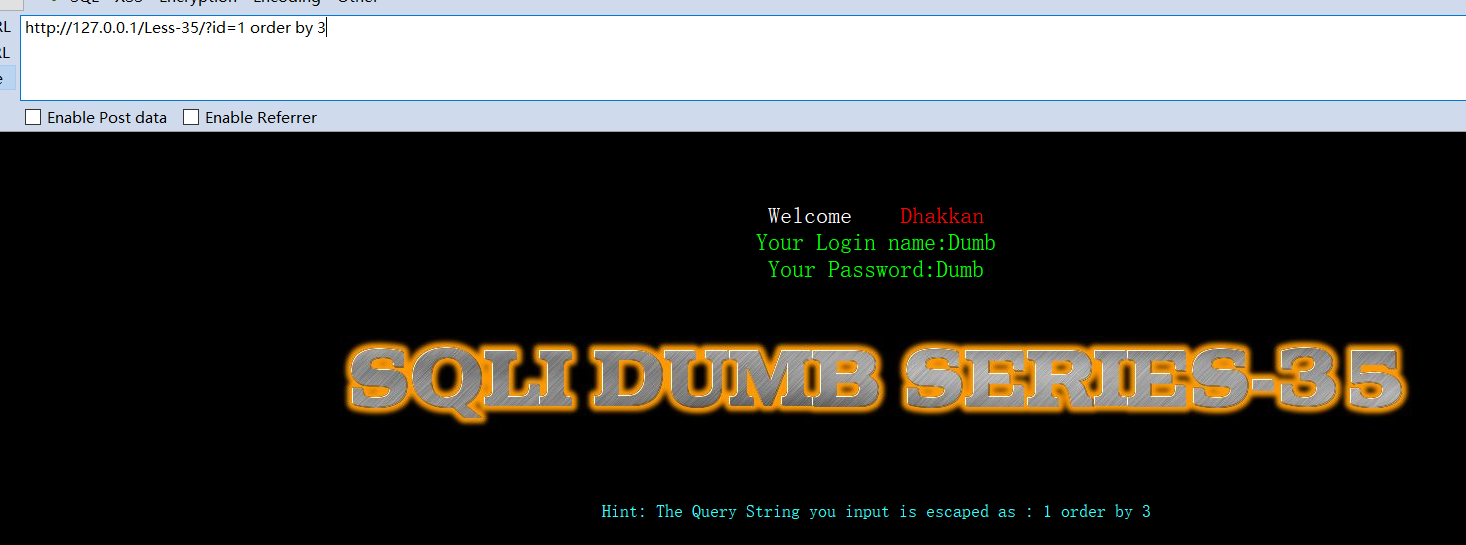 SQL XSS Encryption Encoding Other
RL
http://127.0.0.1/Less-35/?id=1 order by 3
RL
e
Enable Post data Enable Referrer
Welcome Dhakkan
Your Login name:Dumb
Your Password:Dumb
SQLI DUMB SERIES-35
Hint: The Query String you input is escaped as : 1 order by 3